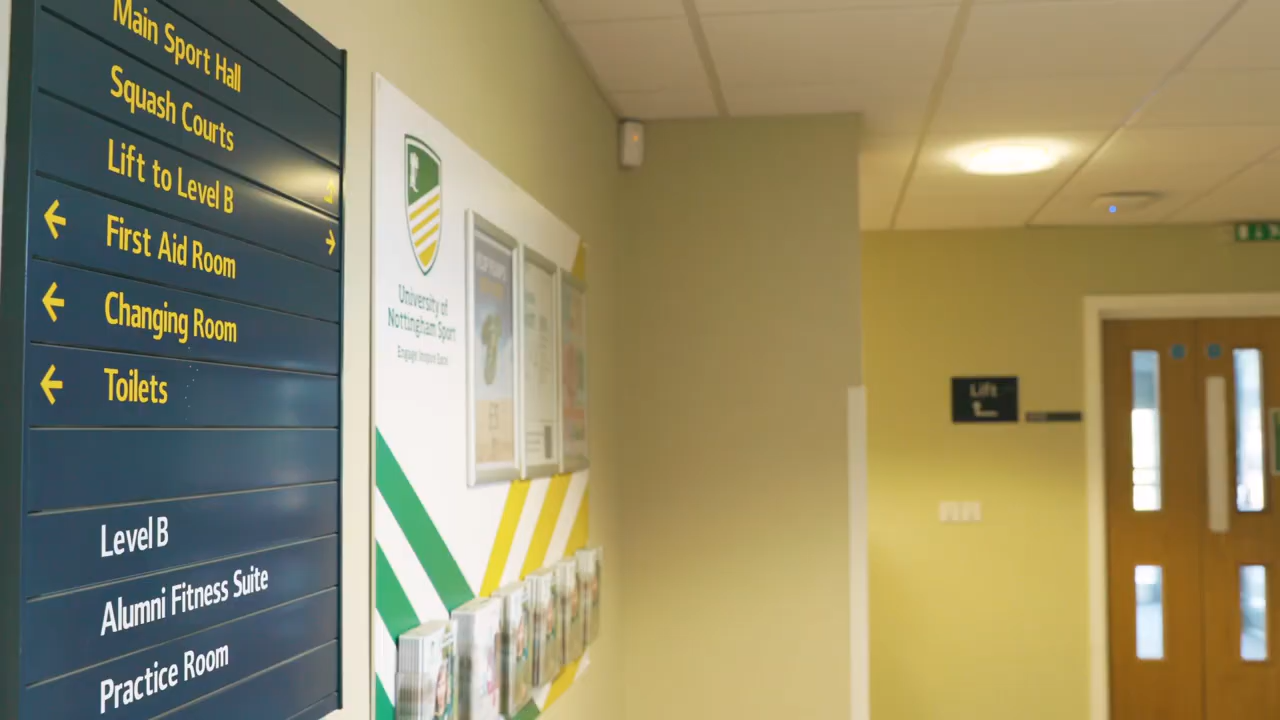 Main Sport Hall
Squash Courts
Lift to Level B
First Aid Room
Changing Room
Toilets
Level B
Alumni Fitness Suite
Practice Room
University of
Nottingham Sport
Lift